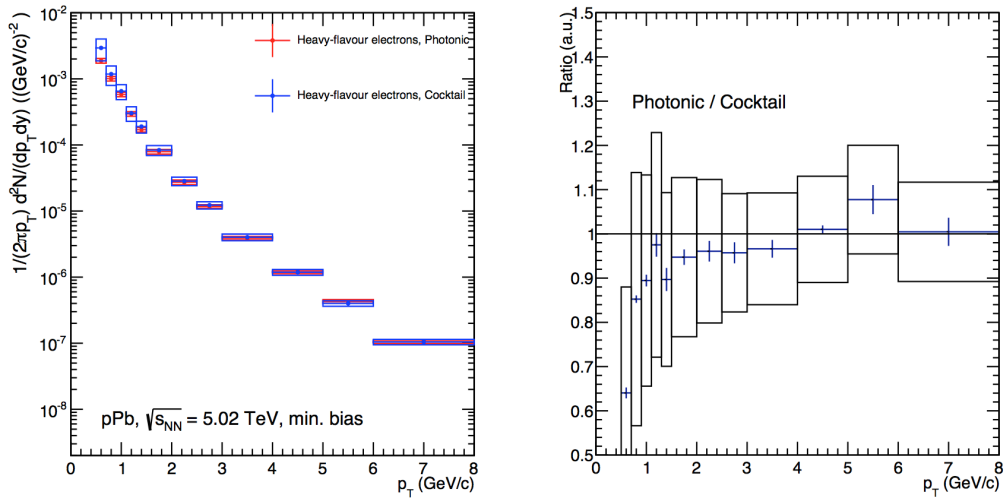 1/(2πp_T) d²N/(dp_Tdy) ((GeV/c)⁻²)
10⁻²
10⁻³
10⁻⁴
10⁻⁵
10⁻⁶
10⁻⁷
10⁻⁸
Heavy-flavour electrons, Photonic
Heavy-flavour electrons, Cocktail
pPb, √s_NN = 5.02 TeV, min. bias
0 1 2 3 4 5 6 7 8
p_T (GeV/c)
Ratio (a.u.)
1.5
1.4
1.3
1.2
1.1
1
0.9
0.8
0.7
0.6
0.5
Photonic / Cocktail
0 1 2 3 4 5 6 7 8
p_T (GeV/c)